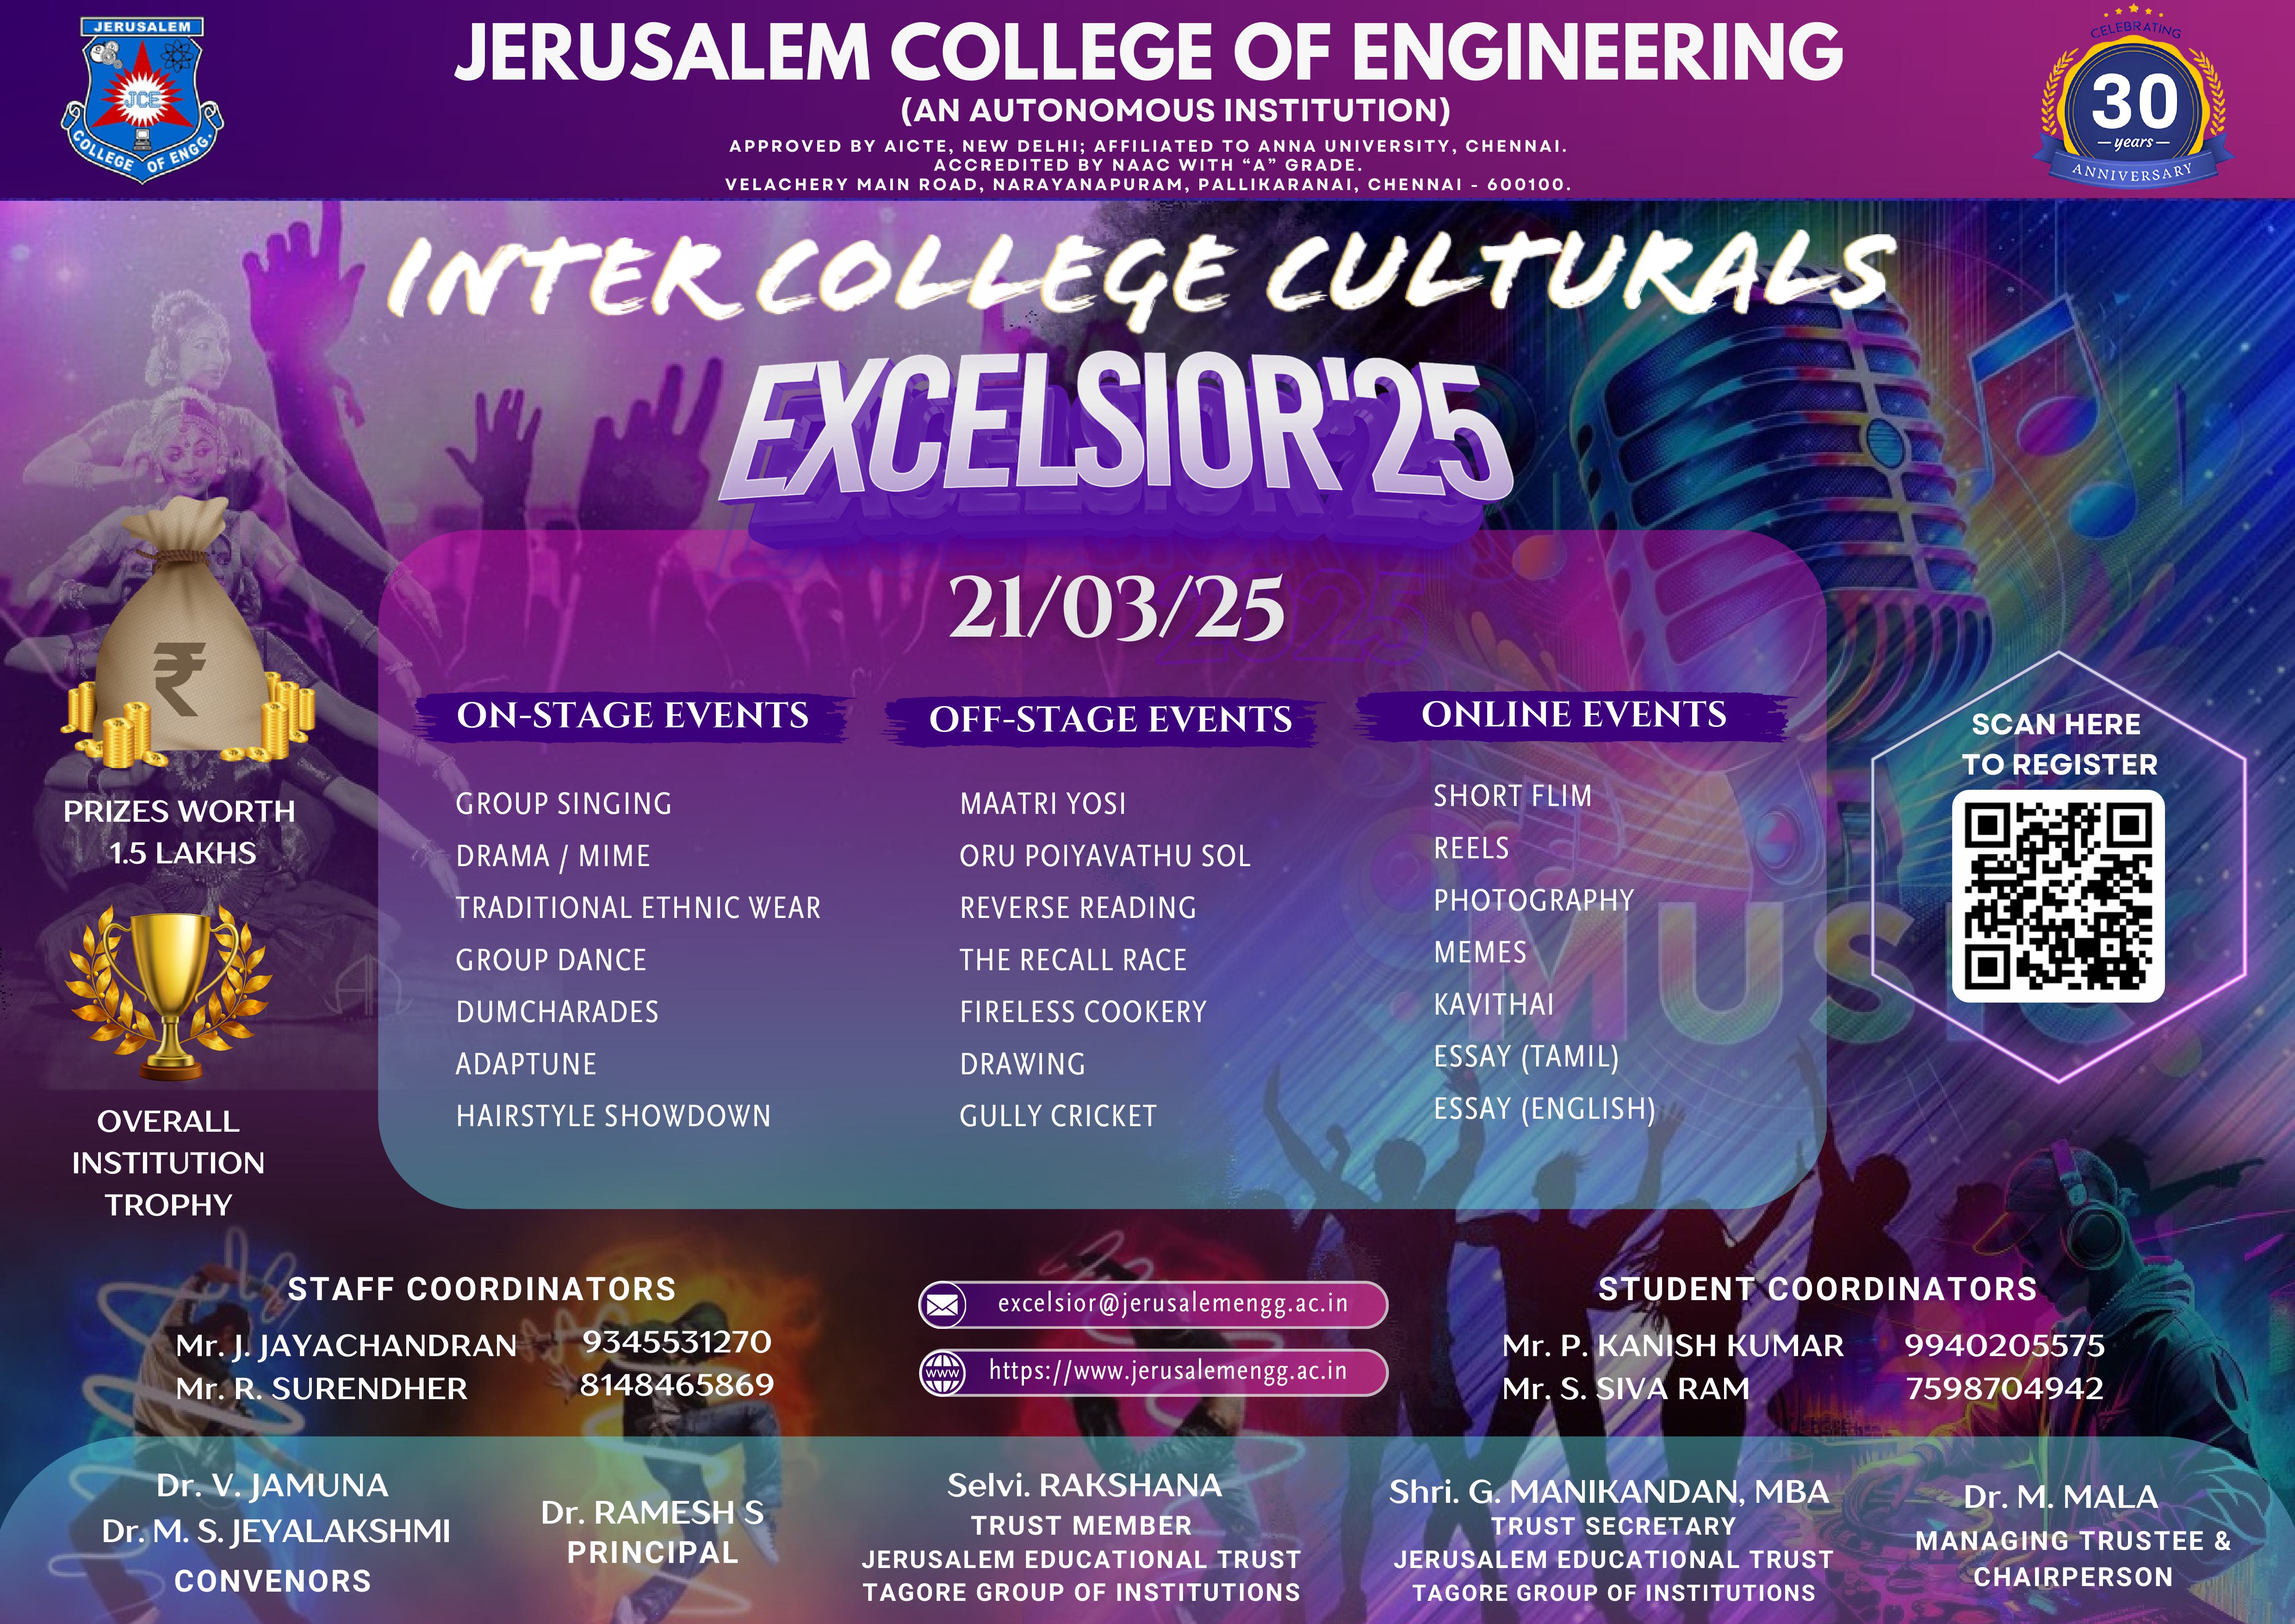 JERUSALEM
JCE
COLLEGE OF ENGG.
JERUSALEM COLLEGE OF ENGINEERING
(AN AUTONOMOUS INSTITUTION)
APPROVED BY AICTE, NEW DELHI; AFFILIATED TO ANNA UNIVERSITY, CHENNAI.
ACCREDITED BY NAAC WITH “A” GRADE.
VELACHERY MAIN ROAD, NARAYANAPURAM, PALLIKARANAI, CHENNAI - 600100.
CELEBRATING
30
years
ANNIVERSARY
INTER COLLEGE CULTURALS
EXCELSIOR'25
21/03/25
2025
₹
PRIZES WORTH
1.5 LAKHS
OVERALL
INSTITUTION
TROPHY
ON-STAGE EVENTS
GROUP SINGING
DRAMA / MIME
TRADITIONAL ETHNIC WEAR
GROUP DANCE
DUMCHARADES
ADAPTUNE
HAIRSTYLE SHOWDOWN
OFF-STAGE EVENTS
MAATRI YOSI
ORU POIYAVATHU SOL
REVERSE READING
THE RECALL RACE
FIRELESS COOKERY
DRAWING
GULLY CRICKET
ONLINE EVENTS
SHORT FLIM
REELS
PHOTOGRAPHY
MEMES
KAVITHAI
ESSAY (TAMIL)
ESSAY (ENGLISH)
MUSIC
SCAN HERE
TO REGISTER
STAFF COORDINATORS
Mr. J. JAYACHANDRAN 9345531270
Mr. R. SURENDHER 8148465869
excelsior@jerusalemengg.ac.in
WWW https://www.jerusalemengg.ac.in
STUDENT COORDINATORS
Mr. P. KANISH KUMAR 9940205575
Mr. S. SIVA RAM 7598704942
Dr. V. JAMUNA
Dr. M. S. JEYALAKSHMI
CONVENORS
Dr. RAMESH S
PRINCIPAL
Selvi. RAKSHANA
TRUST MEMBER
JERUSALEM EDUCATIONAL TRUST
TAGORE GROUP OF INSTITUTIONS
Shri. G. MANIKANDAN, MBA
TRUST SECRETARY
JERUSALEM EDUCATIONAL TRUST
TAGORE GROUP OF INSTITUTIONS
Dr. M. MALA
MANAGING TRUSTEE &
CHAIRPERSON